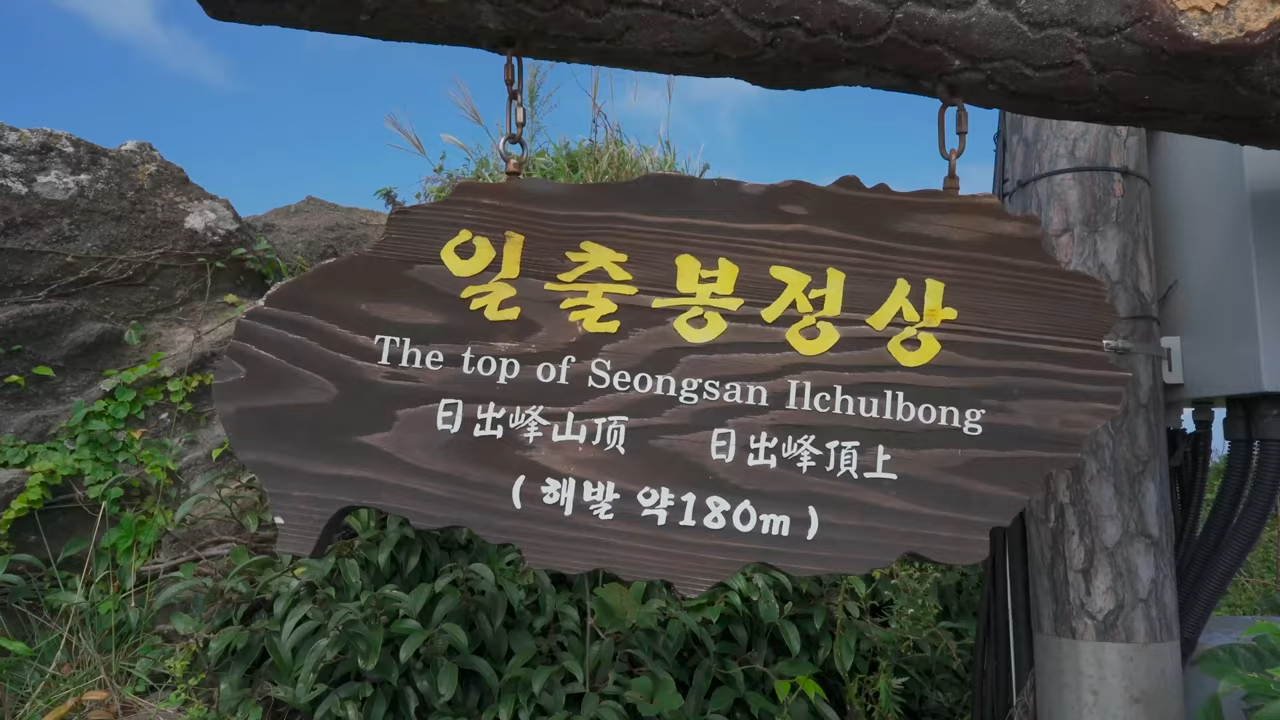 일출봉정상
The top of Seongsan Ilchulbong
日出峰山顶 日出峰頂上
( 해발 약180m )